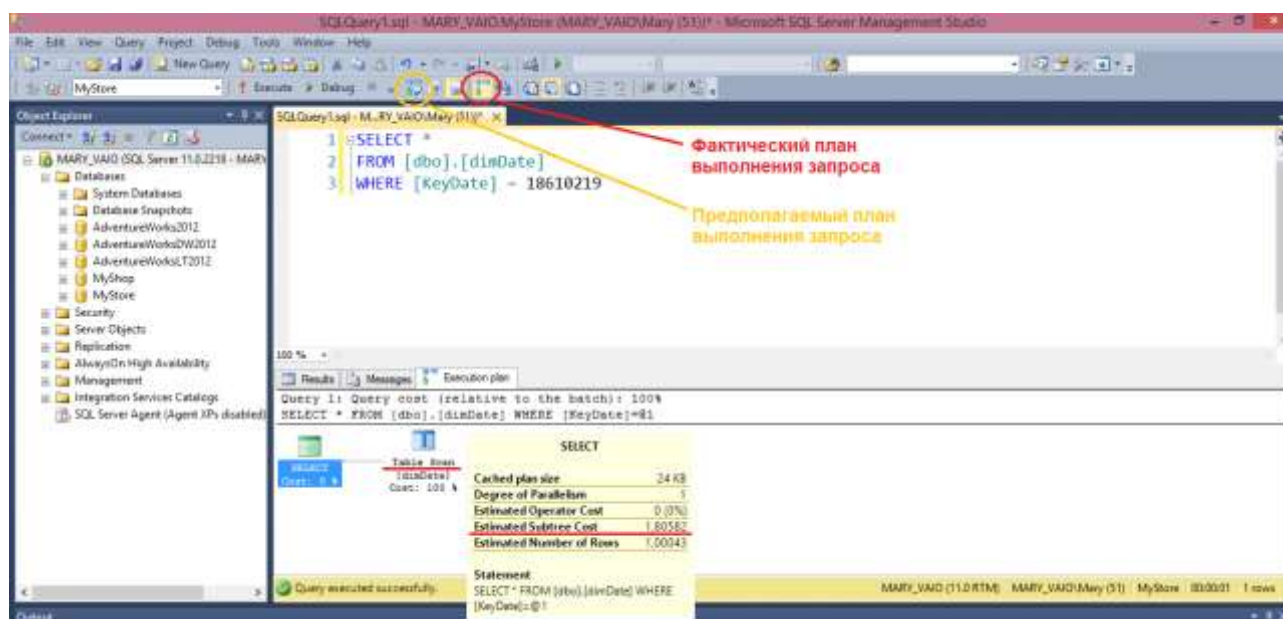 SQLQuery1.sql - MARY_VAIO.MyStore (MARY_VAIO\Mary (51))* - Microsoft SQL Server Management Studio
File Edit View Query Project Debug Tools Window Help
New Query
MyStore Execute Debug
Object Explorer
Connect
MARY_VAIO (SQL Server 11.0.2218 - MARY
Databases
System Databases
Database Snapshots
AdventureWorks2012
AdventureWorksDW2012
AdventureWorksLT2012
MyShop
MyStore
Security
Server Objects
Replication
AlwaysOn High Availability
Management
Integration Services Catalogs
SQL Server Agent (Agent XPs disabled)
SQLQuery1.sql - M...RY_VAIO\Mary (51))*
1 SELECT *
2 FROM [dbo].[dimDate]
3 WHERE [KeyDate] = 18610219
Фактический план
выполнения запроса
Предполагаемый план
выполнения запроса
100 %
Results Messages Execution plan
Query 1: Query cost (relative to the batch): 100%
SELECT * FROM [dbo].[dimDate] WHERE [KeyDate]=@1
SELECT
Cost: 0 %
Table Scan
[dimDate]
Cost: 100 %
SELECT
Cached plan size 24 KB
Degree of Parallelism 1
Estimated Operator Cost 0 (0%)
Estimated Subtree Cost 1.80582
Estimated Number of Rows 1.00043
Statement
SELECT * FROM [dbo].[dimDate] WHERE
[KeyDate]=@1
Query executed successfully.
MARY_VAIO (11.0 RTM) MARY_VAIO\Mary (51) MyStore 00:00:01 1 rows
Output